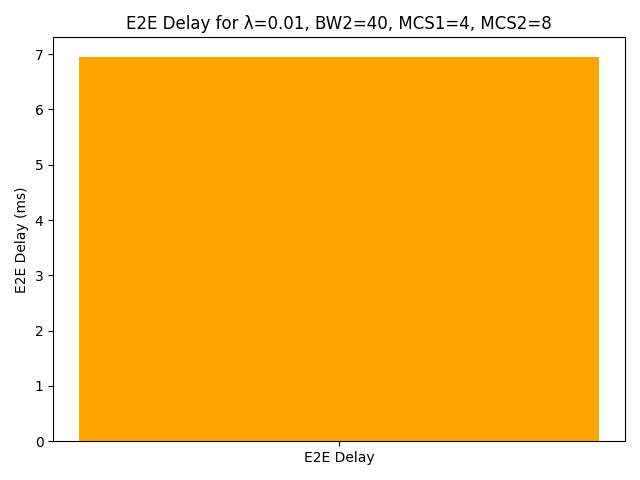 E2E Delay for λ=0.01, BW2=40, MCS1=4, MCS2=8
7
6
5
4
3
2
1
0
E2E Delay (ms)
E2E Delay